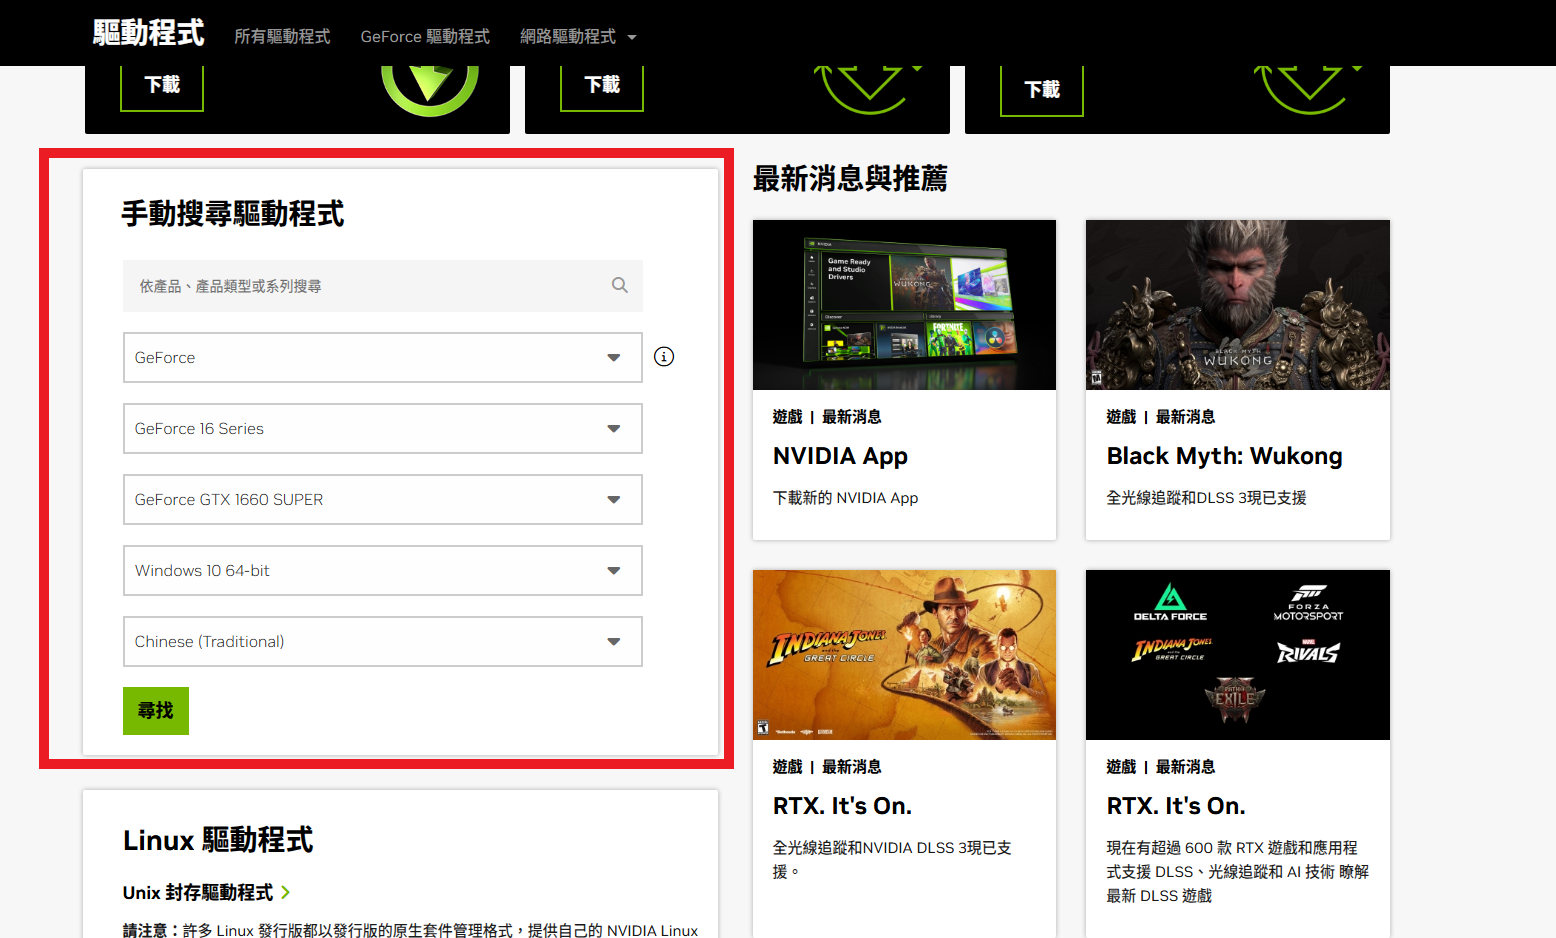 驅動程式
所有驅動程式
GeForce 驅動程式
網路驅動程式
下載
下載
下載
手動搜尋驅動程式
依產品、產品類型或系列搜尋
GeForce
GeForce 16 Series
GeForce GTX 1660 SUPER
Windows 10 64-bit
Chinese (Traditional)
尋找
Linux 驅動程式
Unix 封存驅動程式
請注意：許多 Linux 發行版都以發行版的原生套件管理格式，提供自己的 NVIDIA Linux
最新消息與推薦
Game Ready
and Studio
Drivers
WUKONG
FORTNITE
遊戲 | 最新消息
NVIDIA App
下載新的 NVIDIA App
BLACK MYTH
WUKONG
遊戲 | 最新消息
Black Myth: Wukong
全光線追蹤和DLSS 3現已支援
INDIANA JONES
and the
GREAT CIRCLE
遊戲 | 最新消息
RTX. It's On.
全光線追蹤和NVIDIA DLSS 3現已支
援。
DELTA FORCE
FORZA
MOTORSPORT
INDIANA JONES
GREAT CIRCLE
MARVEL
RIVALS
PATH OF
EXILE
遊戲 | 最新消息
RTX. It's On.
現在有超過 600 款 RTX 遊戲和應用程
式支援 DLSS、光線追蹤和 AI 技術 瞭解
最新 DLSS 遊戲